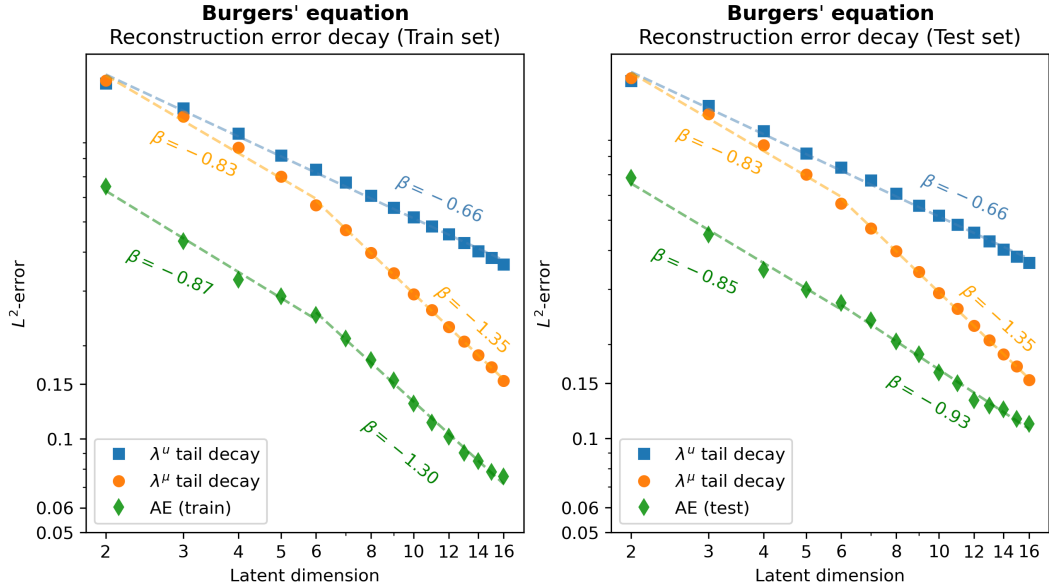 Burgers' equation
Reconstruction error decay (Train set)
L²-error
0.15
0.1
0.06
0.05
β = −0.83
β = −0.66
β = −0.87
β = −1.35
β = −1.30
λᵘ tail decay
λ^μ tail decay
AE (train)
2 3 4 5 6 8 10 12 14 16
Latent dimension
Burgers' equation
Reconstruction error decay (Test set)
L²-error
0.15
0.1
0.06
0.05
β = −0.83
β = −0.66
β = −0.85
β = −1.35
β = −0.93
λᵘ tail decay
λ^μ tail decay
AE (test)
2 3 4 5 6 8 10 12 14 16
Latent dimension